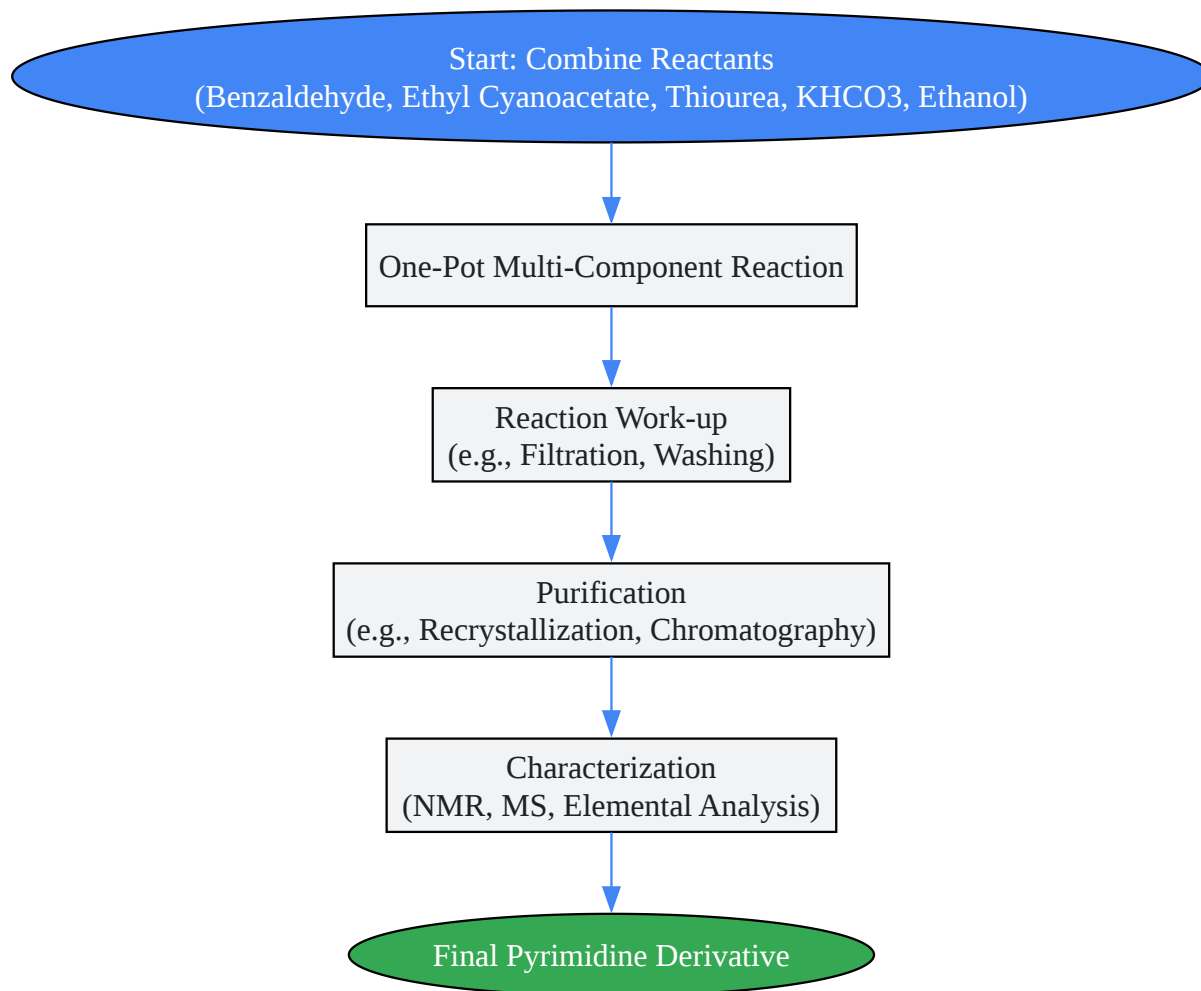 Start: Combine Reactants
(Benzaldehyde, Ethyl Cyanoacetate, Thiourea, KHCO3, Ethanol)
One-Pot Multi-Component Reaction
Reaction Work-up
(e.g., Filtration, Washing)
Purification
(e.g., Recrystallization, Chromatography)
Characterization
(NMR, MS, Elemental Analysis)
Final Pyrimidine Derivative